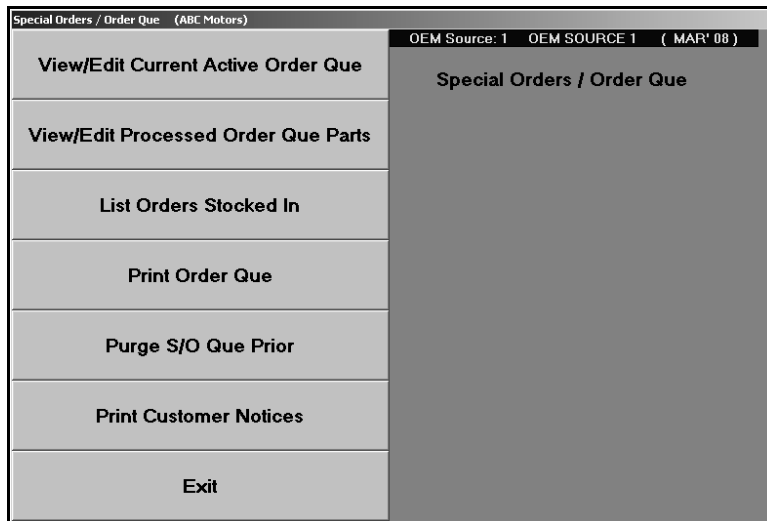 Special Orders / Order Que (ABC Motors)
OEM Source: 1 OEM SOURCE 1 ( MAR' 08 )
View/Edit Current Active Order Que
Special Orders / Order Que
View/Edit Processed Order Que Parts
List Orders Stocked In
Print Order Que
Purge S/O Que Prior
Print Customer Notices
Exit